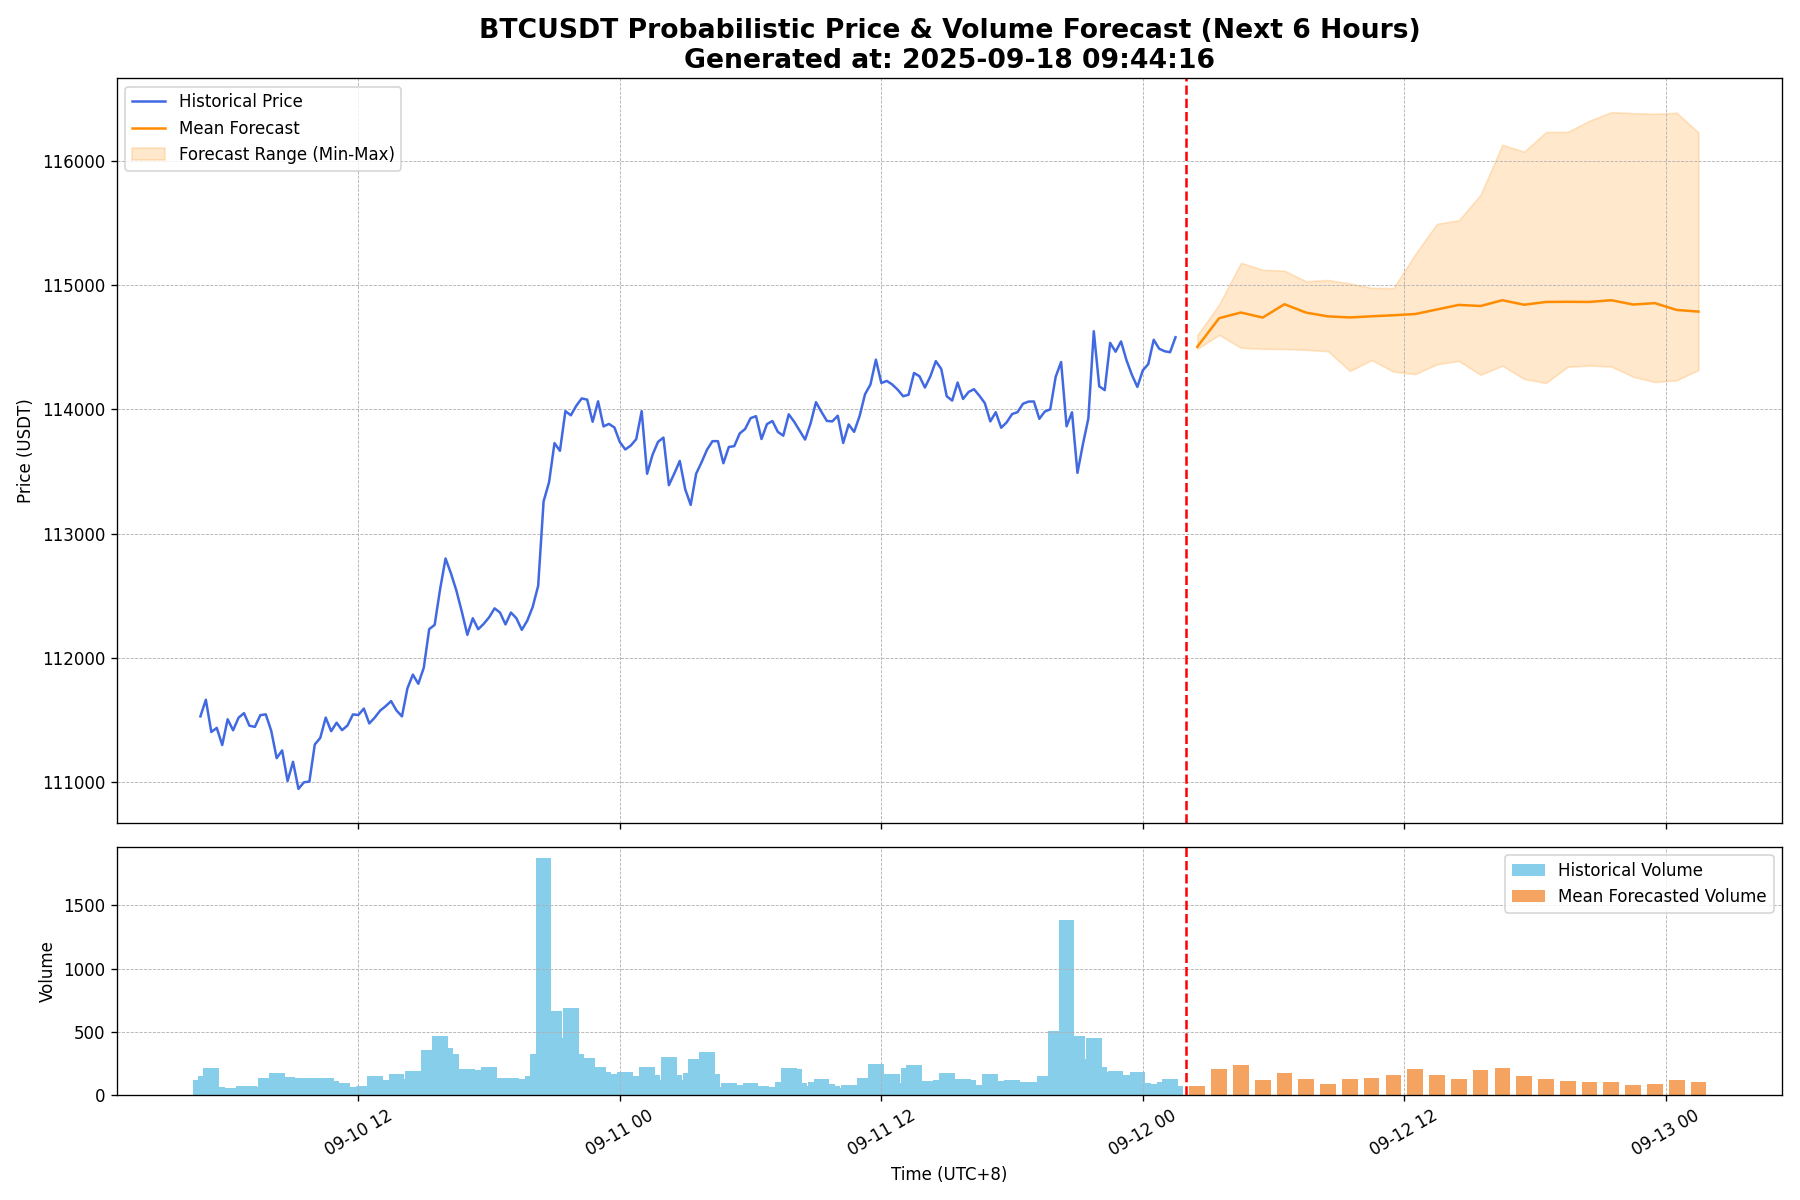 BTCUSDT Probabilistic Price & Volume Forecast (Next 6 Hours)
Generated at: 2025-09-18 09:44:16
Historical Price
Mean Forecast
Forecast Range (Min-Max)
Price (USDT)
116000
115000
114000
113000
112000
111000
Historical Volume
Mean Forecasted Volume
Volume
1500
1000
500
0
09-10 12
09-11 00
09-11 12
09-12 00
09-12 12
09-13 00
Time (UTC+8)